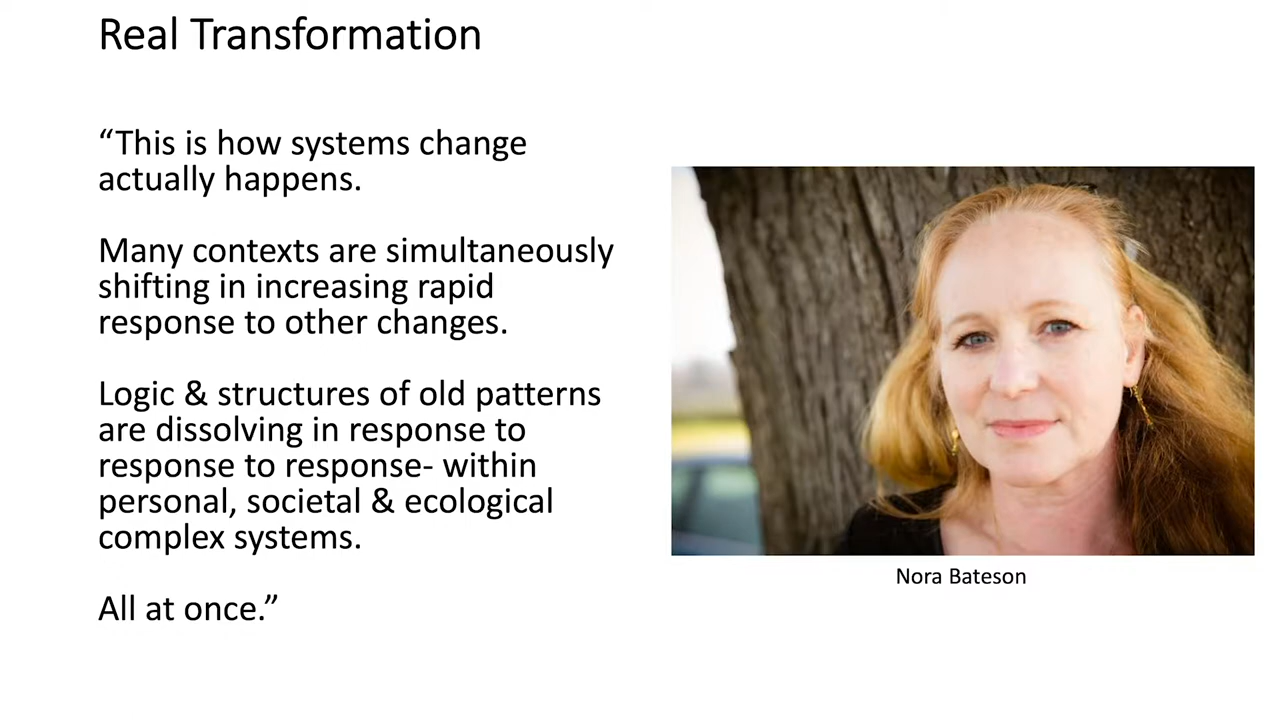 Real Transformation
“This is how systems change
actually happens.
Many contexts are simultaneously
shifting in increasing rapid
response to other changes.
Logic & structures of old patterns
are dissolving in response to
response to response- within
personal, societal & ecological
complex systems.
All at once.”
Nora Bateson